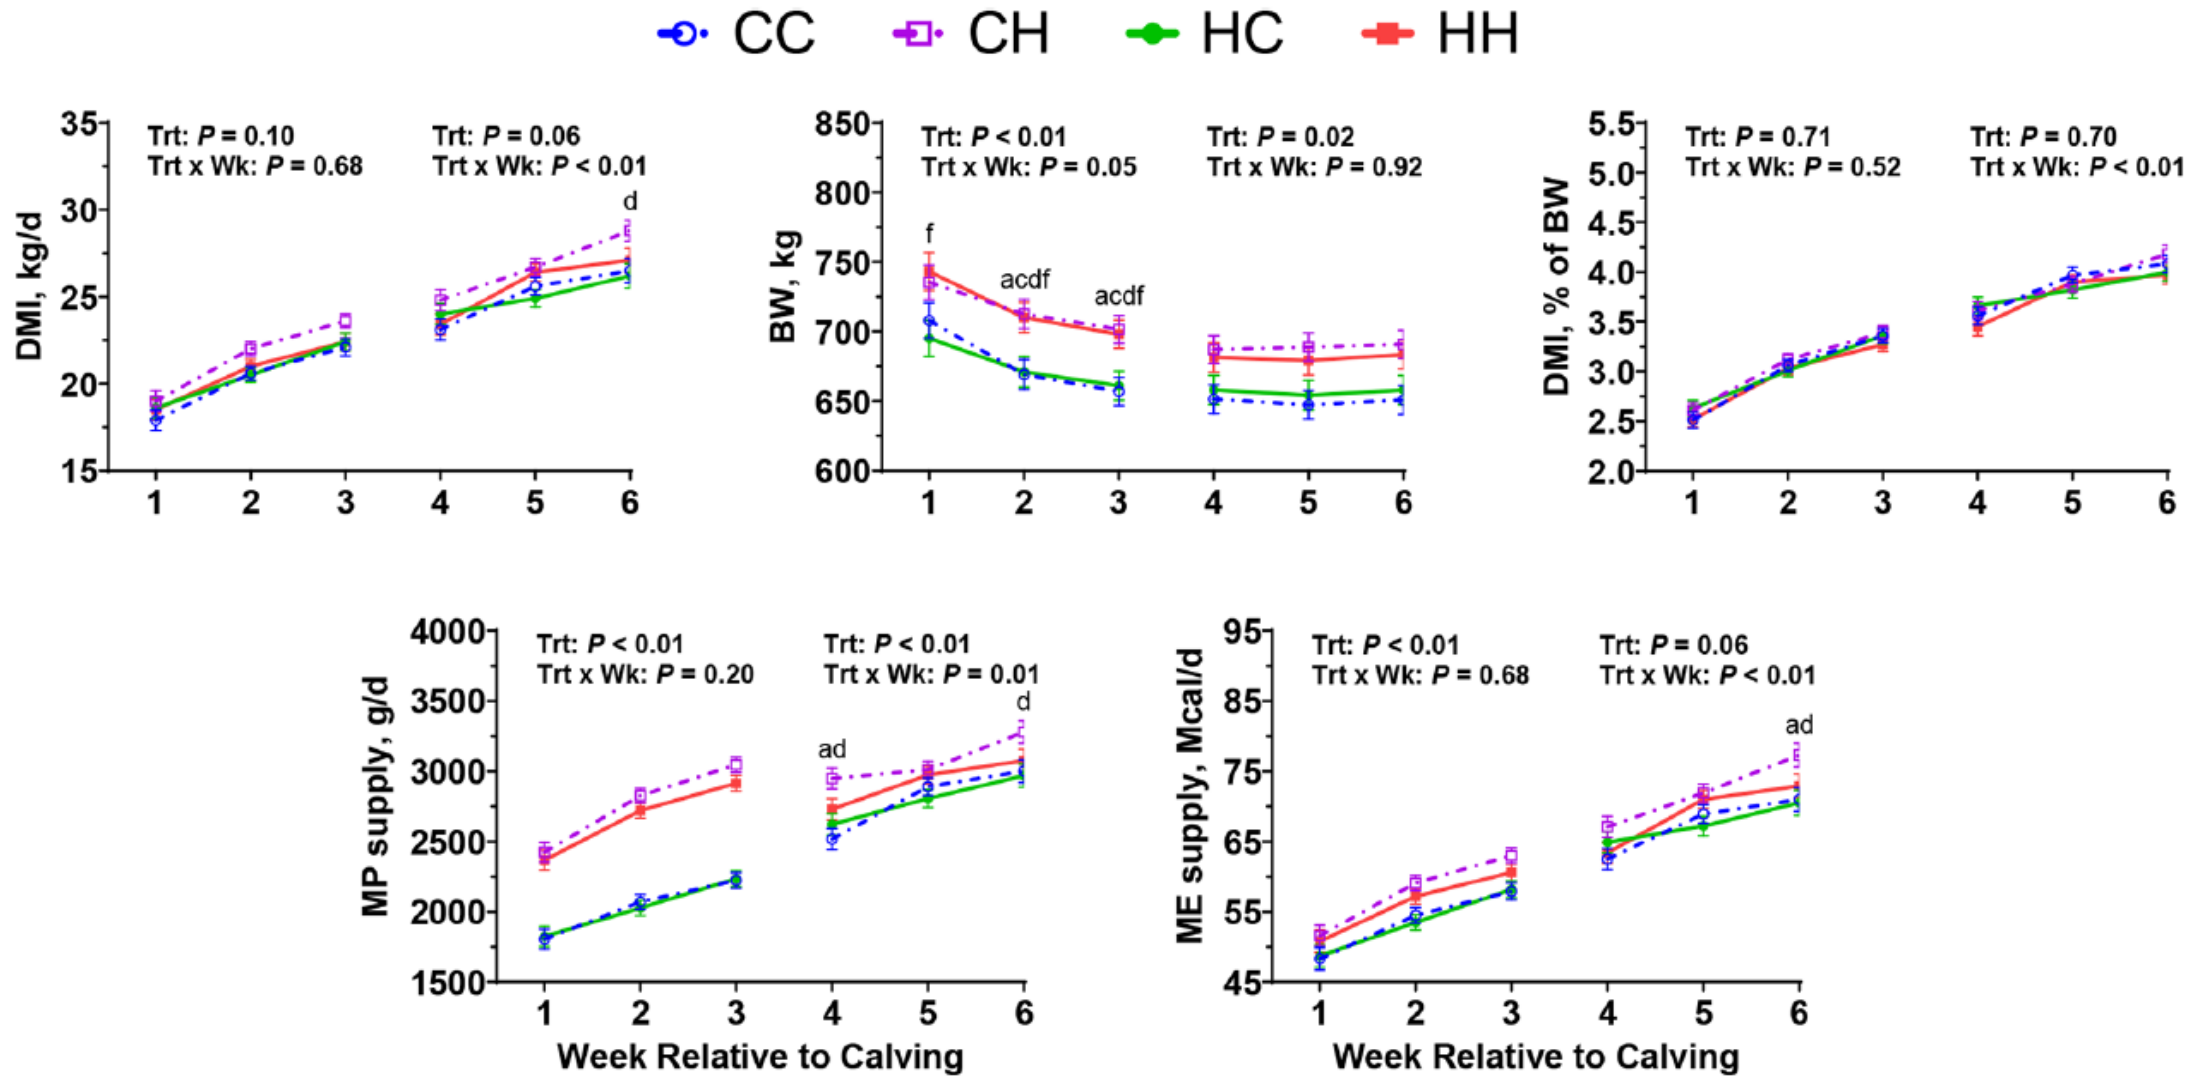 CC CH HC HH
DMI, kg/d
35
30
25
20
15
Trt: P = 0.10
Trt x Wk: P = 0.68
Trt: P = 0.06
Trt x Wk: P < 0.01
d
1 2 3 4 5 6
BW, kg
850
800
750
700
650
600
Trt: P < 0.01
Trt x Wk: P = 0.05
Trt: P = 0.02
Trt x Wk: P = 0.92
f
acdf
acdf
1 2 3 4 5 6
DMI, % of BW
5.5
5.0
4.5
4.0
3.5
3.0
2.5
2.0
Trt: P = 0.71
Trt x Wk: P = 0.52
Trt: P = 0.70
Trt x Wk: P < 0.01
1 2 3 4 5 6
MP supply, g/d
4000
3500
3000
2500
2000
1500
Trt: P < 0.01
Trt x Wk: P = 0.20
Trt: P < 0.01
Trt x Wk: P = 0.01
ad
d
1 2 3 4 5 6
Week Relative to Calving
ME supply, Mcal/d
95
85
75
65
55
45
Trt: P < 0.01
Trt x Wk: P = 0.68
Trt: P = 0.06
Trt x Wk: P < 0.01
ad
1 2 3 4 5 6
Week Relative to Calving